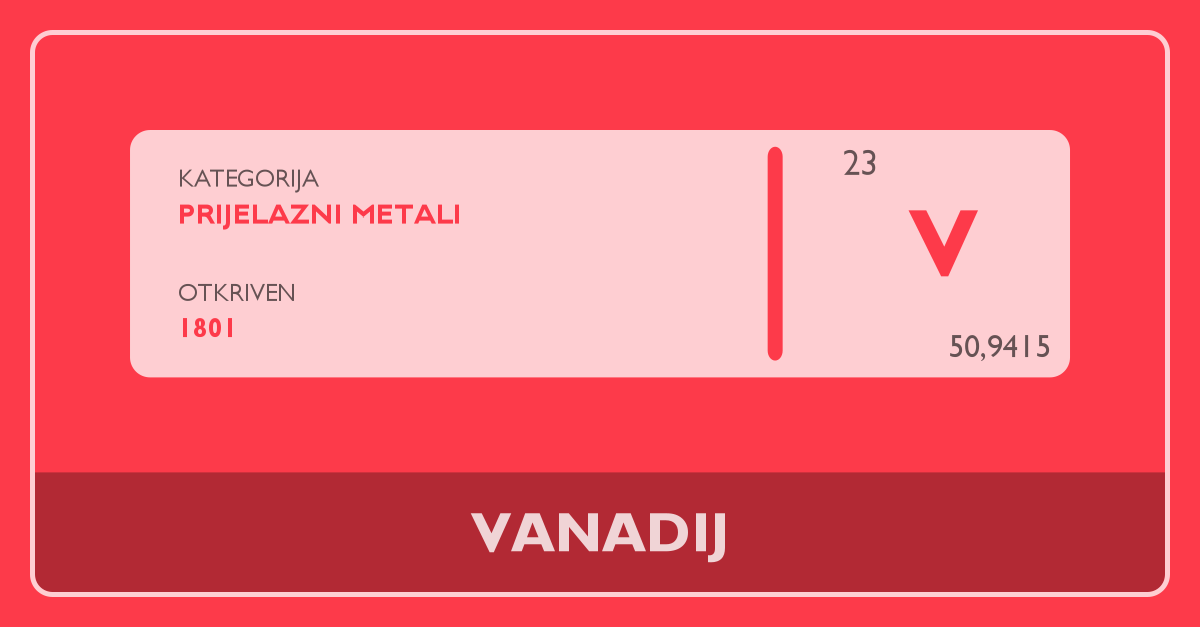 KATEGORIJA
PRIJELAZNI METALI
OTKRIVEN
1801
23
V
50,9415
VANADIJ